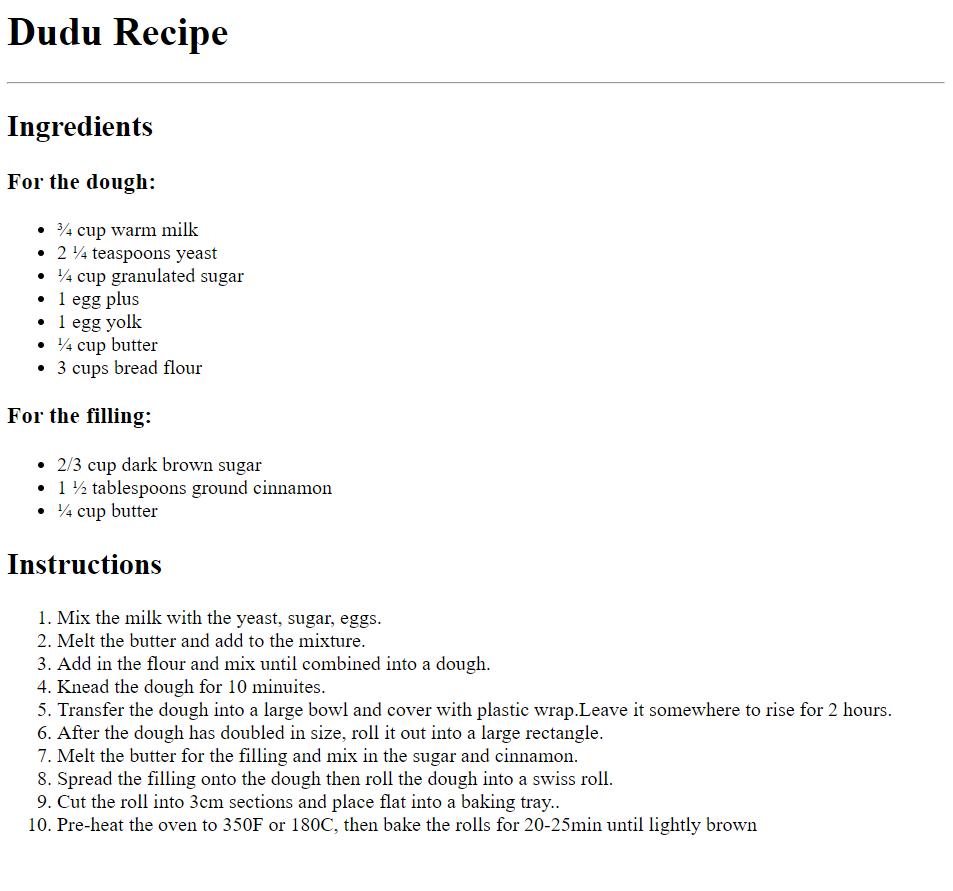 Dudu Recipe
Ingredients
For the dough:
• ¾ cup warm milk
• 2 ¼ teaspoons yeast
• ¼ cup granulated sugar
• 1 egg plus
• 1 egg yolk
• ¼ cup butter
• 3 cups bread flour
For the filling:
• 2/3 cup dark brown sugar
• 1 ½ tablespoons ground cinnamon
• ¼ cup butter
Instructions
1. Mix the milk with the yeast, sugar, eggs.
2. Melt the butter and add to the mixture.
3. Add in the flour and mix until combined into a dough.
4. Knead the dough for 10 minuites.
5. Transfer the dough into a large bowl and cover with plastic wrap.Leave it somewhere to rise for 2 hours.
6. After the dough has doubled in size, roll it out into a large rectangle.
7. Melt the butter for the filling and mix in the sugar and cinnamon.
8. Spread the filling onto the dough then roll the dough into a swiss roll.
9. Cut the roll into 3cm sections and place flat into a baking tray..
10. Pre-heat the oven to 350F or 180C, then bake the rolls for 20-25min until lightly brown